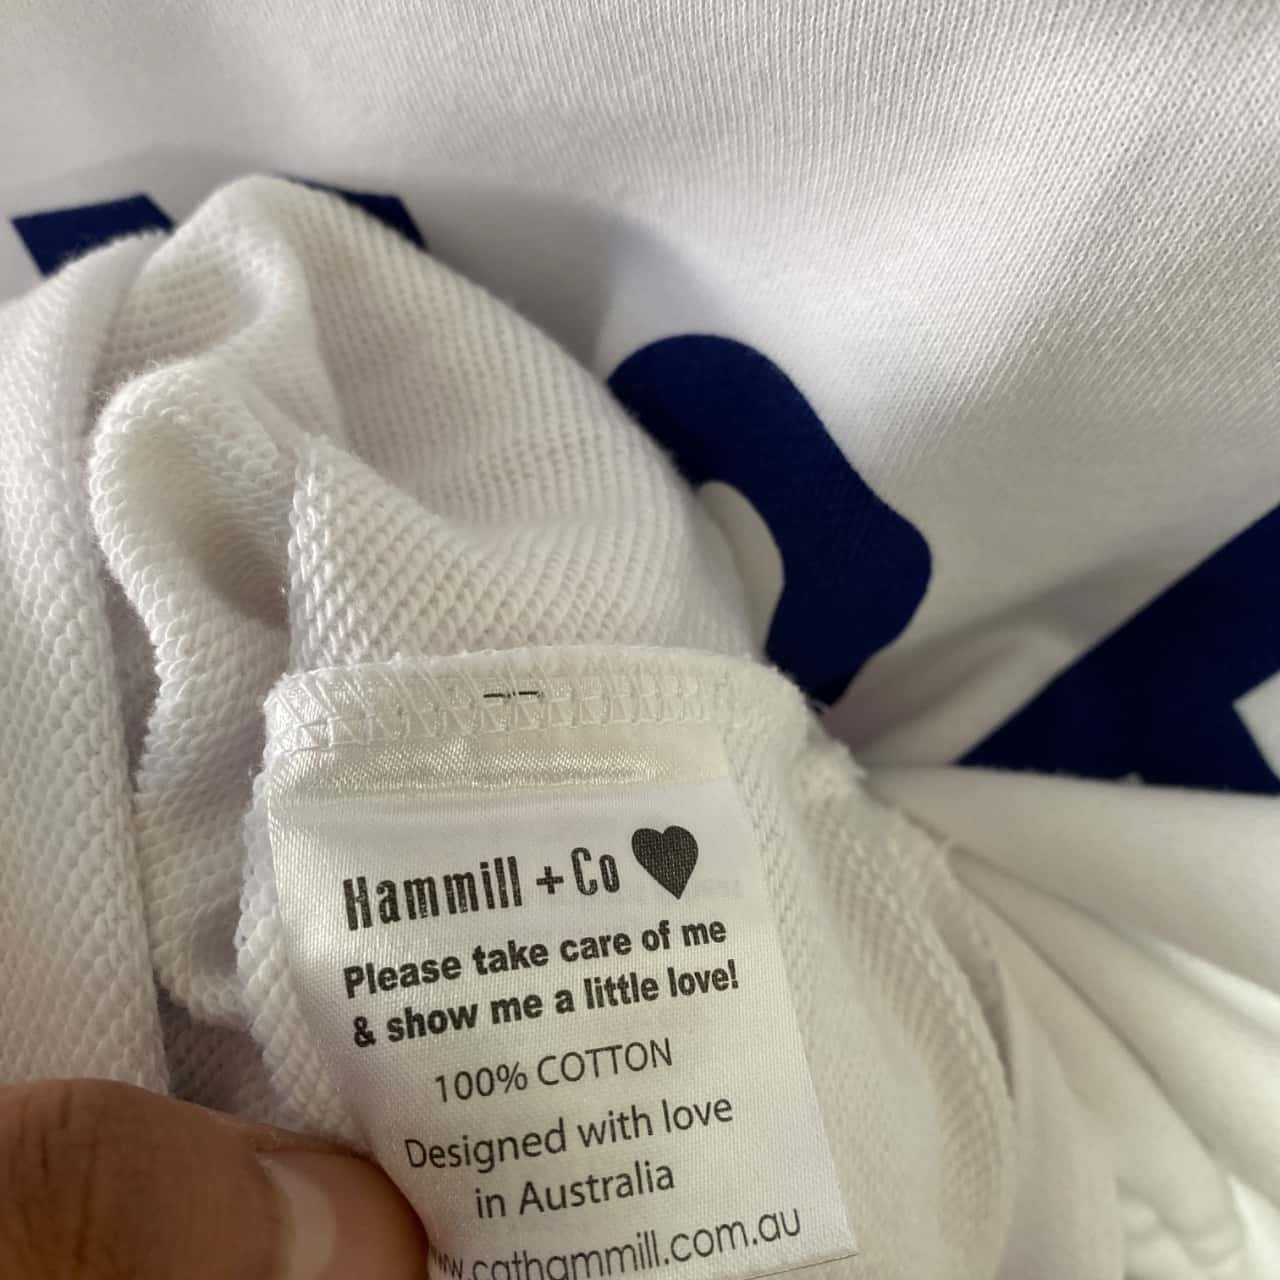 Hammill + Co
Please take care of me
& show me a little love!
100% COTTON
Designed with love
in Australia
www.cathammill.com.au